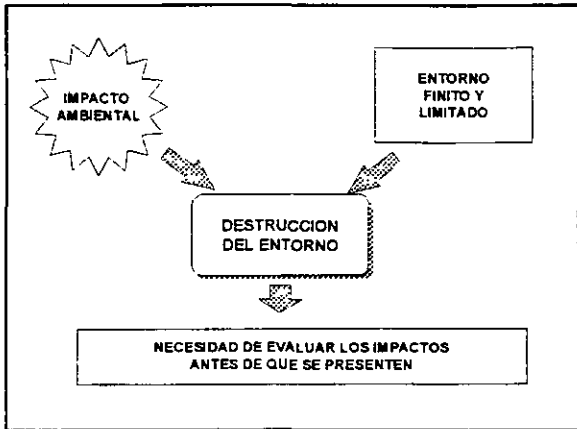 IMPACTO
AMBIENTAL
ENTORNO
FINITO Y
LIMITADO
DESTRUCCION
DEL ENTORNO
NECESIDAD DE EVALUAR LOS IMPACTOS
ANTES DE QUE SE PRESENTEN